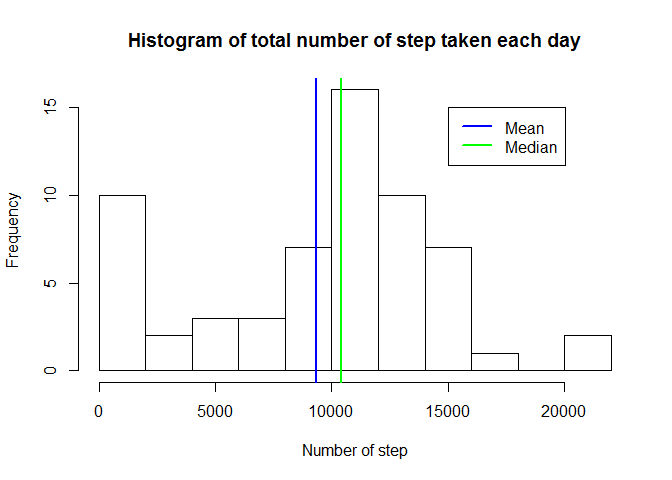 Histogram of total number of step taken each day
Frequency
15
10
5
0
Mean
Median
0 5000 10000 15000 20000
Number of step